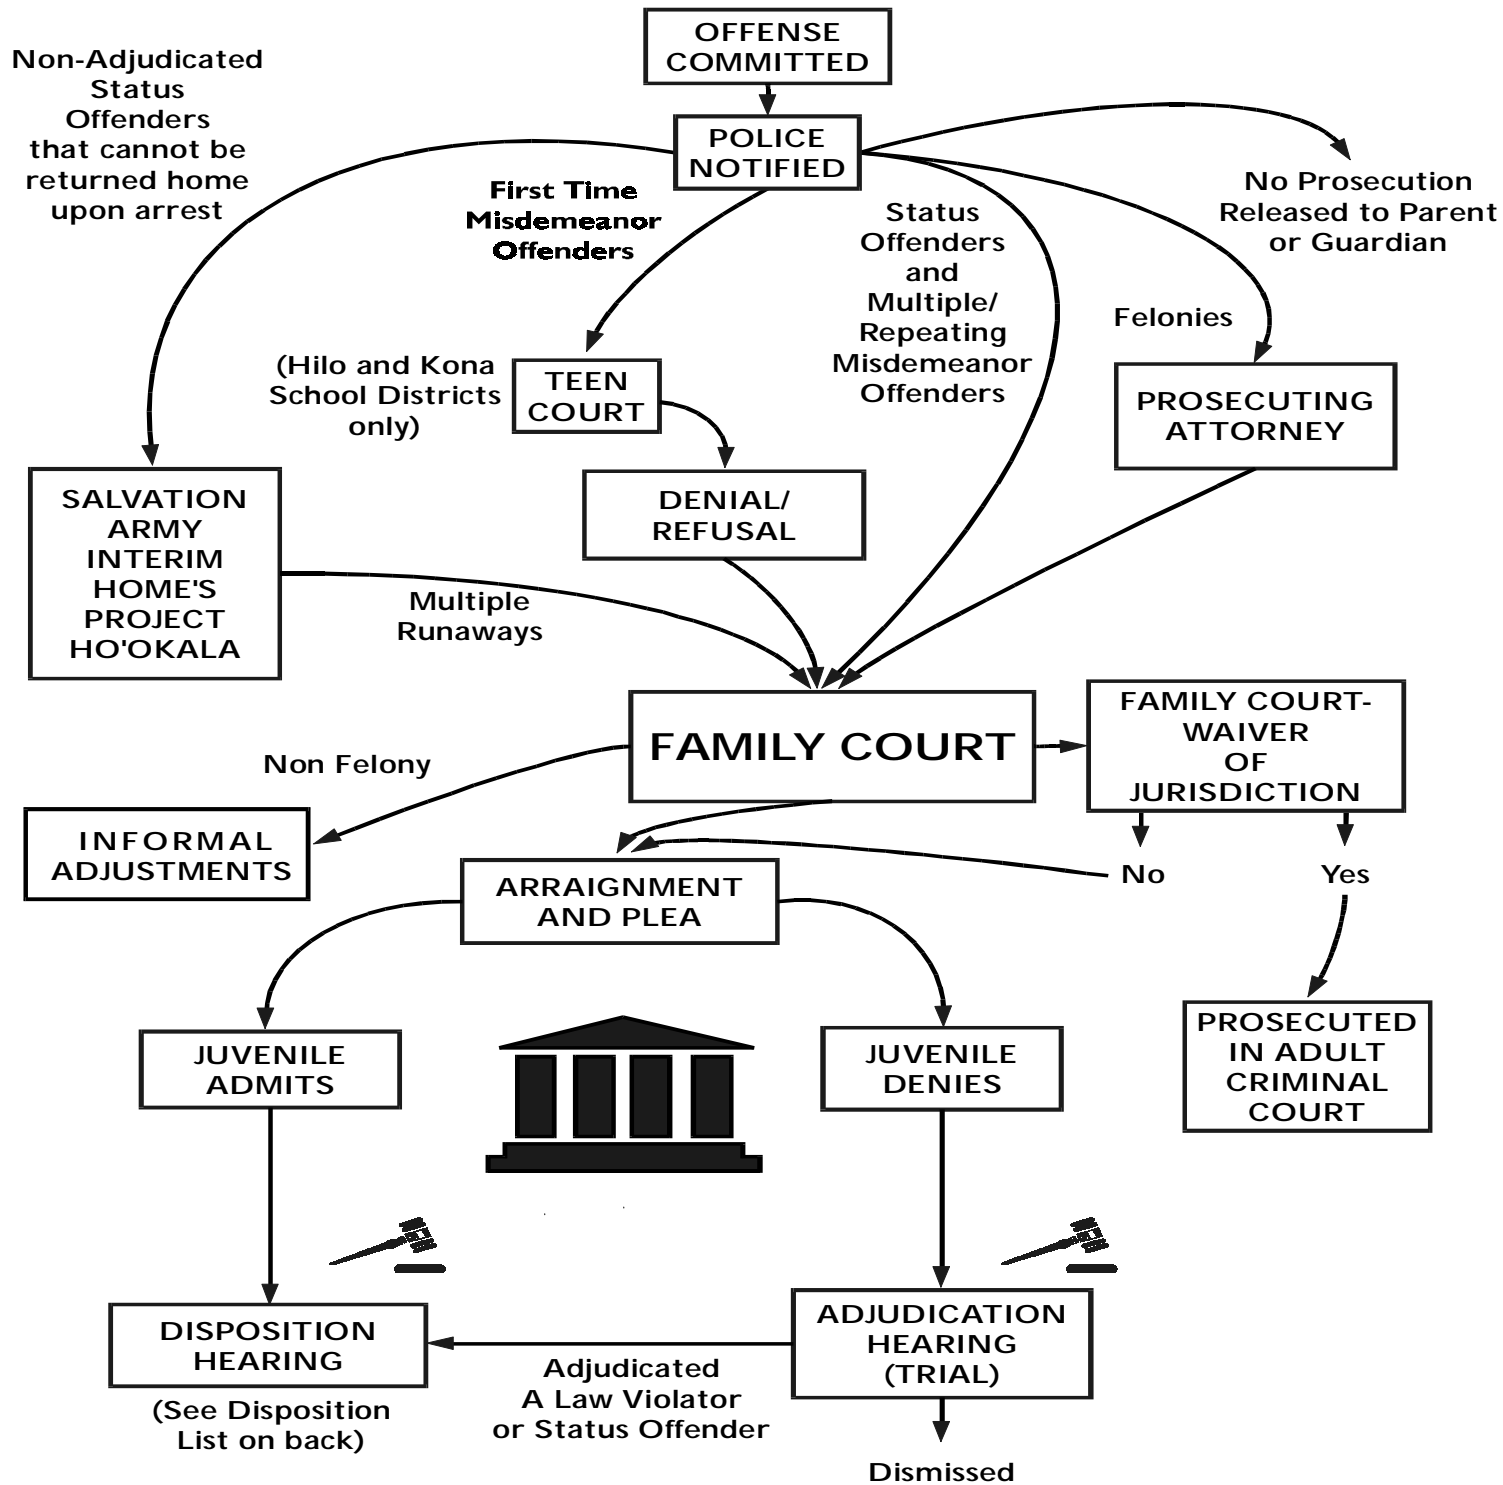 OFFENSE
COMMITTED
Non-Adjudicated
Status
Offenders
that cannot be
returned home
upon arrest
POLICE
NOTIFIED
First Time
Misdemeanor
Offenders
Status
Offenders
and
Multiple/
Repeating
Misdemeanor
Offenders
No Prosecution
Released to Parent
or Guardian
Felonies
(Hilo and Kona
School Districts
only)
TEEN
COURT
PROSECUTING
ATTORNEY
SALVATION
ARMY
INTERIM
HOME'S
PROJECT
HO'OKALA
DENIAL/
REFUSAL
Multiple
Runaways
FAMILY COURT
FAMILY COURT-
WAIVER
OF
JURISDICTION
Non Felony
INFORMAL
ADJUSTMENTS
ARRAIGNMENT
AND PLEA
No
Yes
JUVENILE
ADMITS
JUVENILE
DENIES
PROSECUTED
IN ADULT
CRIMINAL
COURT
DISPOSITION
HEARING
(See Disposition
List on back)
Adjudicated
A Law Violator
or Status Offender
ADJUDICATION
HEARING
(TRIAL)
Dismissed